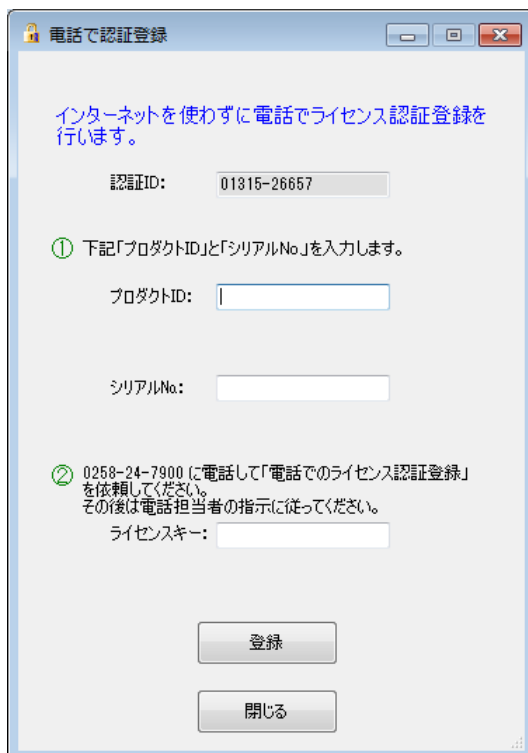 電話で認証登録
インターネットを使わずに電話でライセンス認証登録を
行います。
認証ID: 01315-26657
① 下記「プロダクトID」と「シリアルNo.」を入力します。
プロダクトID:
シリアルNo.:
② 0258-24-7900 に電話して「電話でのライセンス認証登録」
を依頼してください。
その後は電話担当者の指示に従ってください。
ライセンスキー:
登録
閉じる